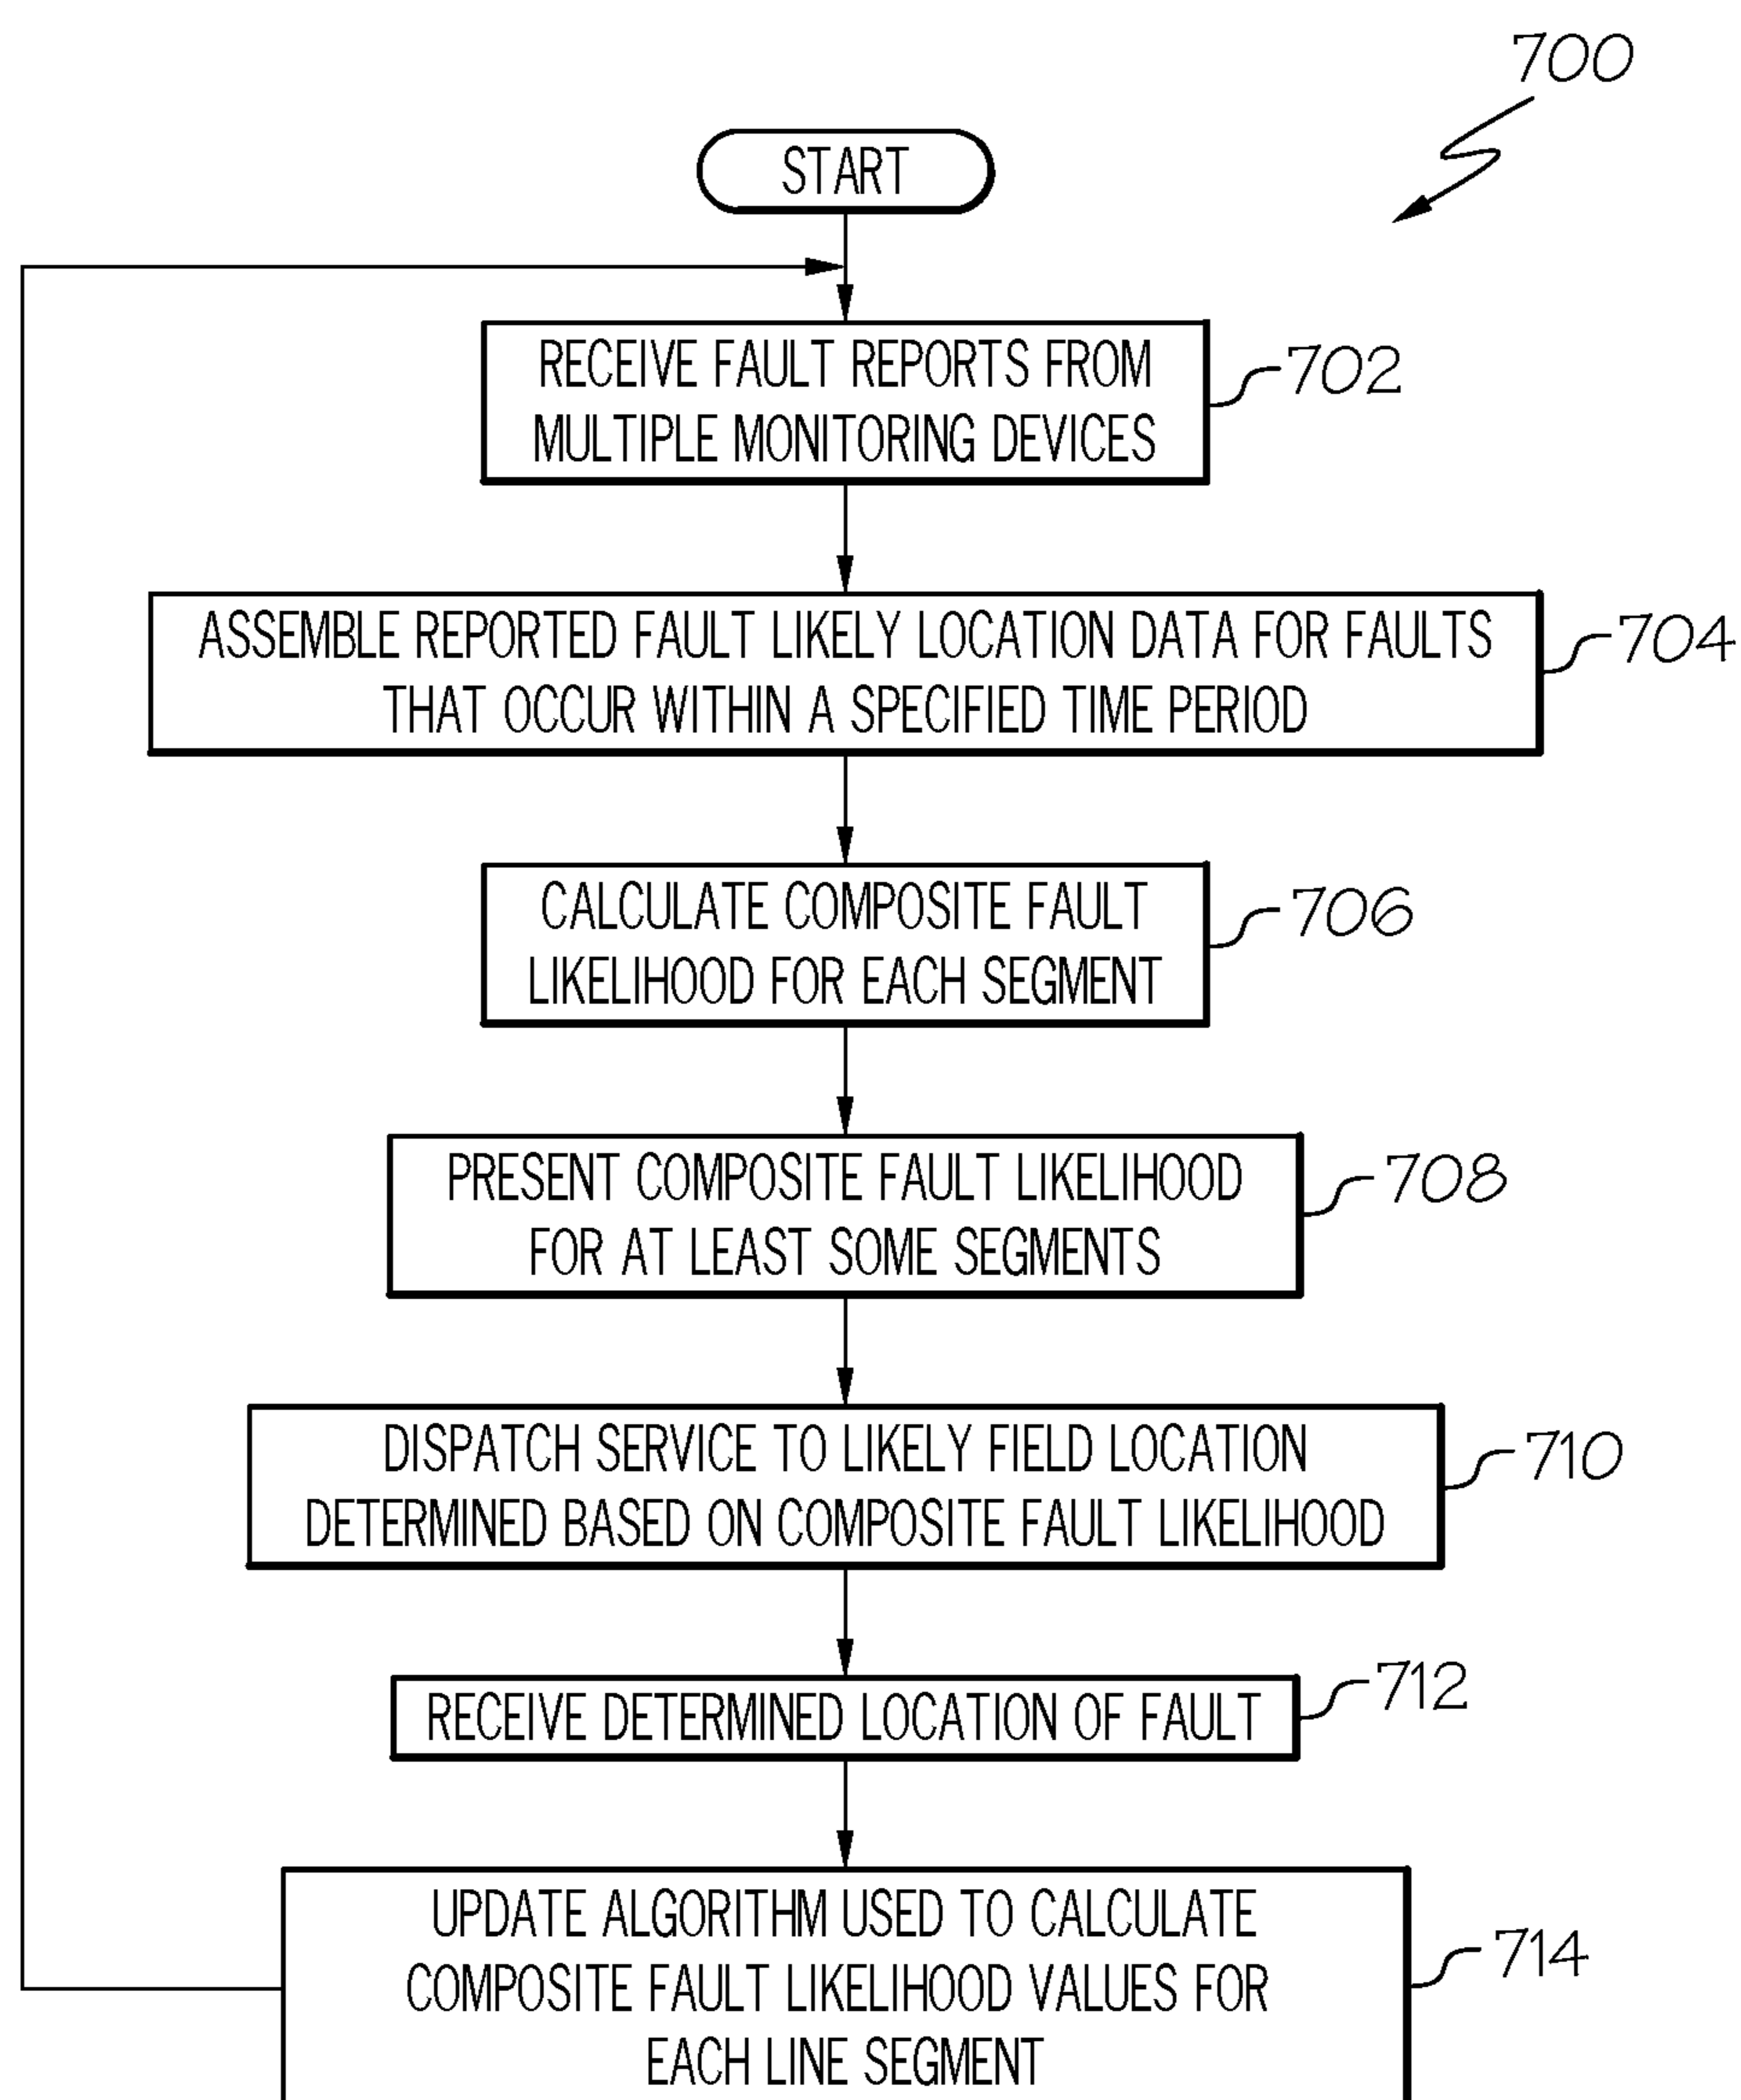 700
START
RECEIVE FAULT REPORTS FROM
MULTIPLE MONITORING DEVICES
702
ASSEMBLE REPORTED FAULT LIKELY LOCATION DATA FOR FAULTS
THAT OCCUR WITHIN A SPECIFIED TIME PERIOD
704
CALCULATE COMPOSITE FAULT
LIKELIHOOD FOR EACH SEGMENT
706
PRESENT COMPOSITE FAULT LIKELIHOOD
FOR AT LEAST SOME SEGMENTS
708
DISPATCH SERVICE TO LIKELY FIELD LOCATION
DETERMINED BASED ON COMPOSITE FAULT LIKELIHOOD
710
RECEIVE DETERMINED LOCATION OF FAULT
712
UPDATE ALGORITHM USED TO CALCULATE
COMPOSITE FAULT LIKELIHOOD VALUES FOR
EACH LINE SEGMENT
714